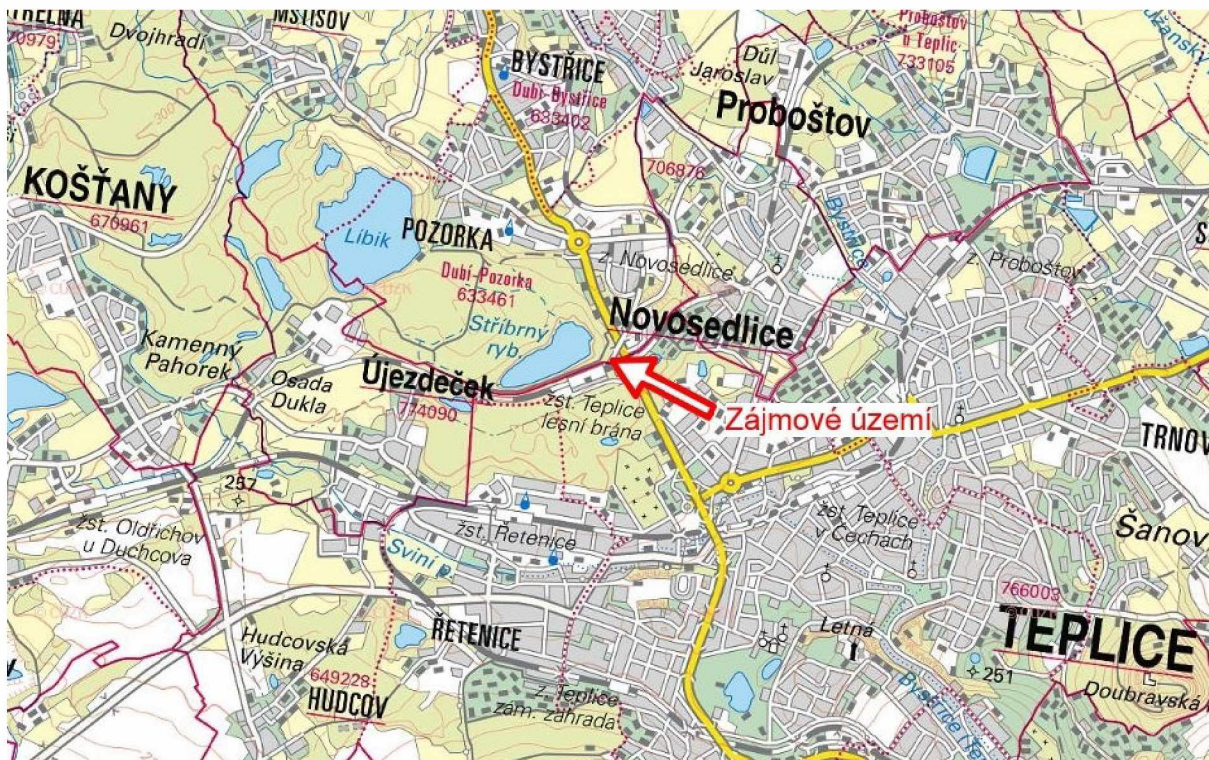 MSTIŠOV
70979
Dvojhradí
BYSTŘICE
Dubí-Bystřice
633402
Důl
Jaroslav
Proboštov
u Teplic
733105
Proboštov
KOŠŤANY
670961
706876
Líbik
POZORKA
z. Novosedlice
Bystřice
z. Proboštov
Dubí-Pozorka
633461
Novosedlice
Stříbrný
ryb.
Kamenný
Pahorek
Osada
Dukla
Újezdeček
774090
žst. Teplice
lesní brána
Zájmové území
TRNOV
257
žst. Oldřichov
u Duchcova
žst. Řetenice
Sviní p.
žst. Teplice
v Čechách
Šanov
766003
TEPLICE
ŘETENICE
Letná
Hudcovská
Výšina
649228
HUDCOV
251
Doubravská
z. Teplice
zám. zahrada